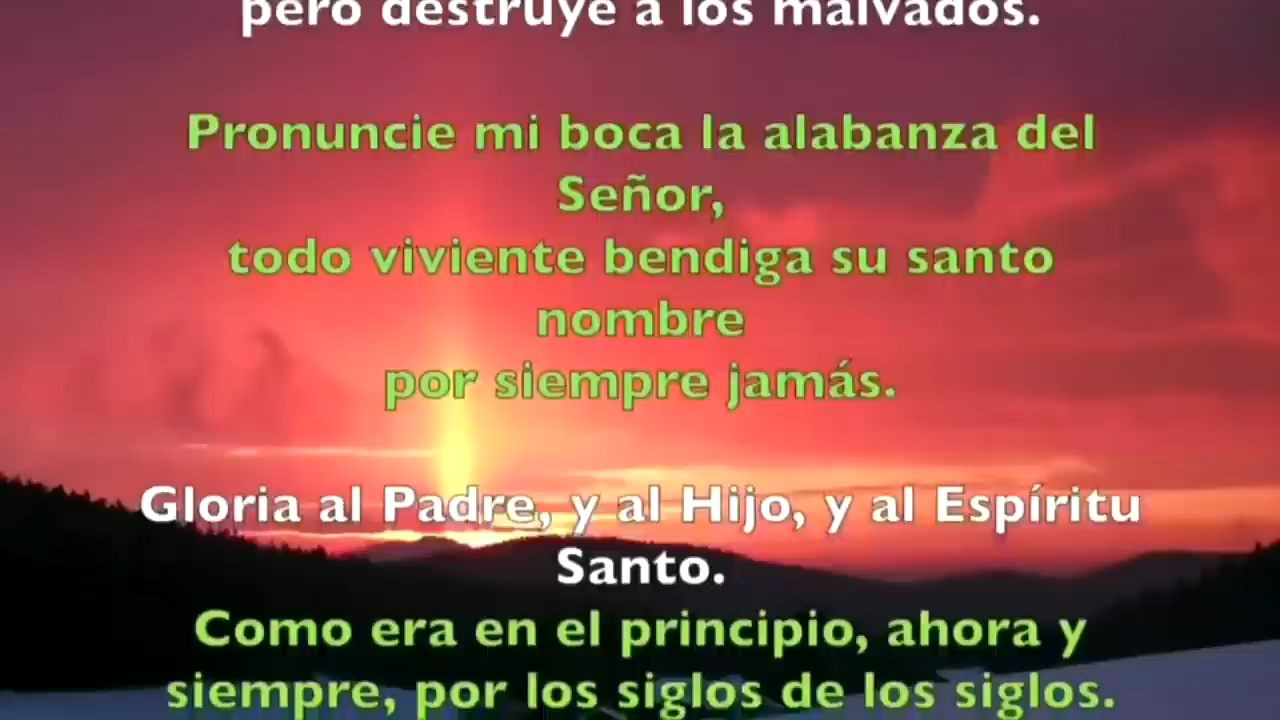 pero destruye a los malvados.
Pronuncie mi boca la alabanza del
Señor,
todo viviente bendiga su santo
nombre
por siempre jamás.
Gloria al Padre, y al Hijo, y al Espíritu
Santo.
Como era en el principio, ahora y
siempre, por los siglos de los siglos.